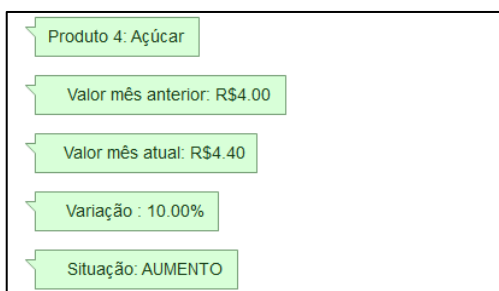 Produto 4: Açúcar
Valor mês anterior: R$4.00
Valor mês atual: R$4.40
Variação : 10.00%
Situação: AUMENTO